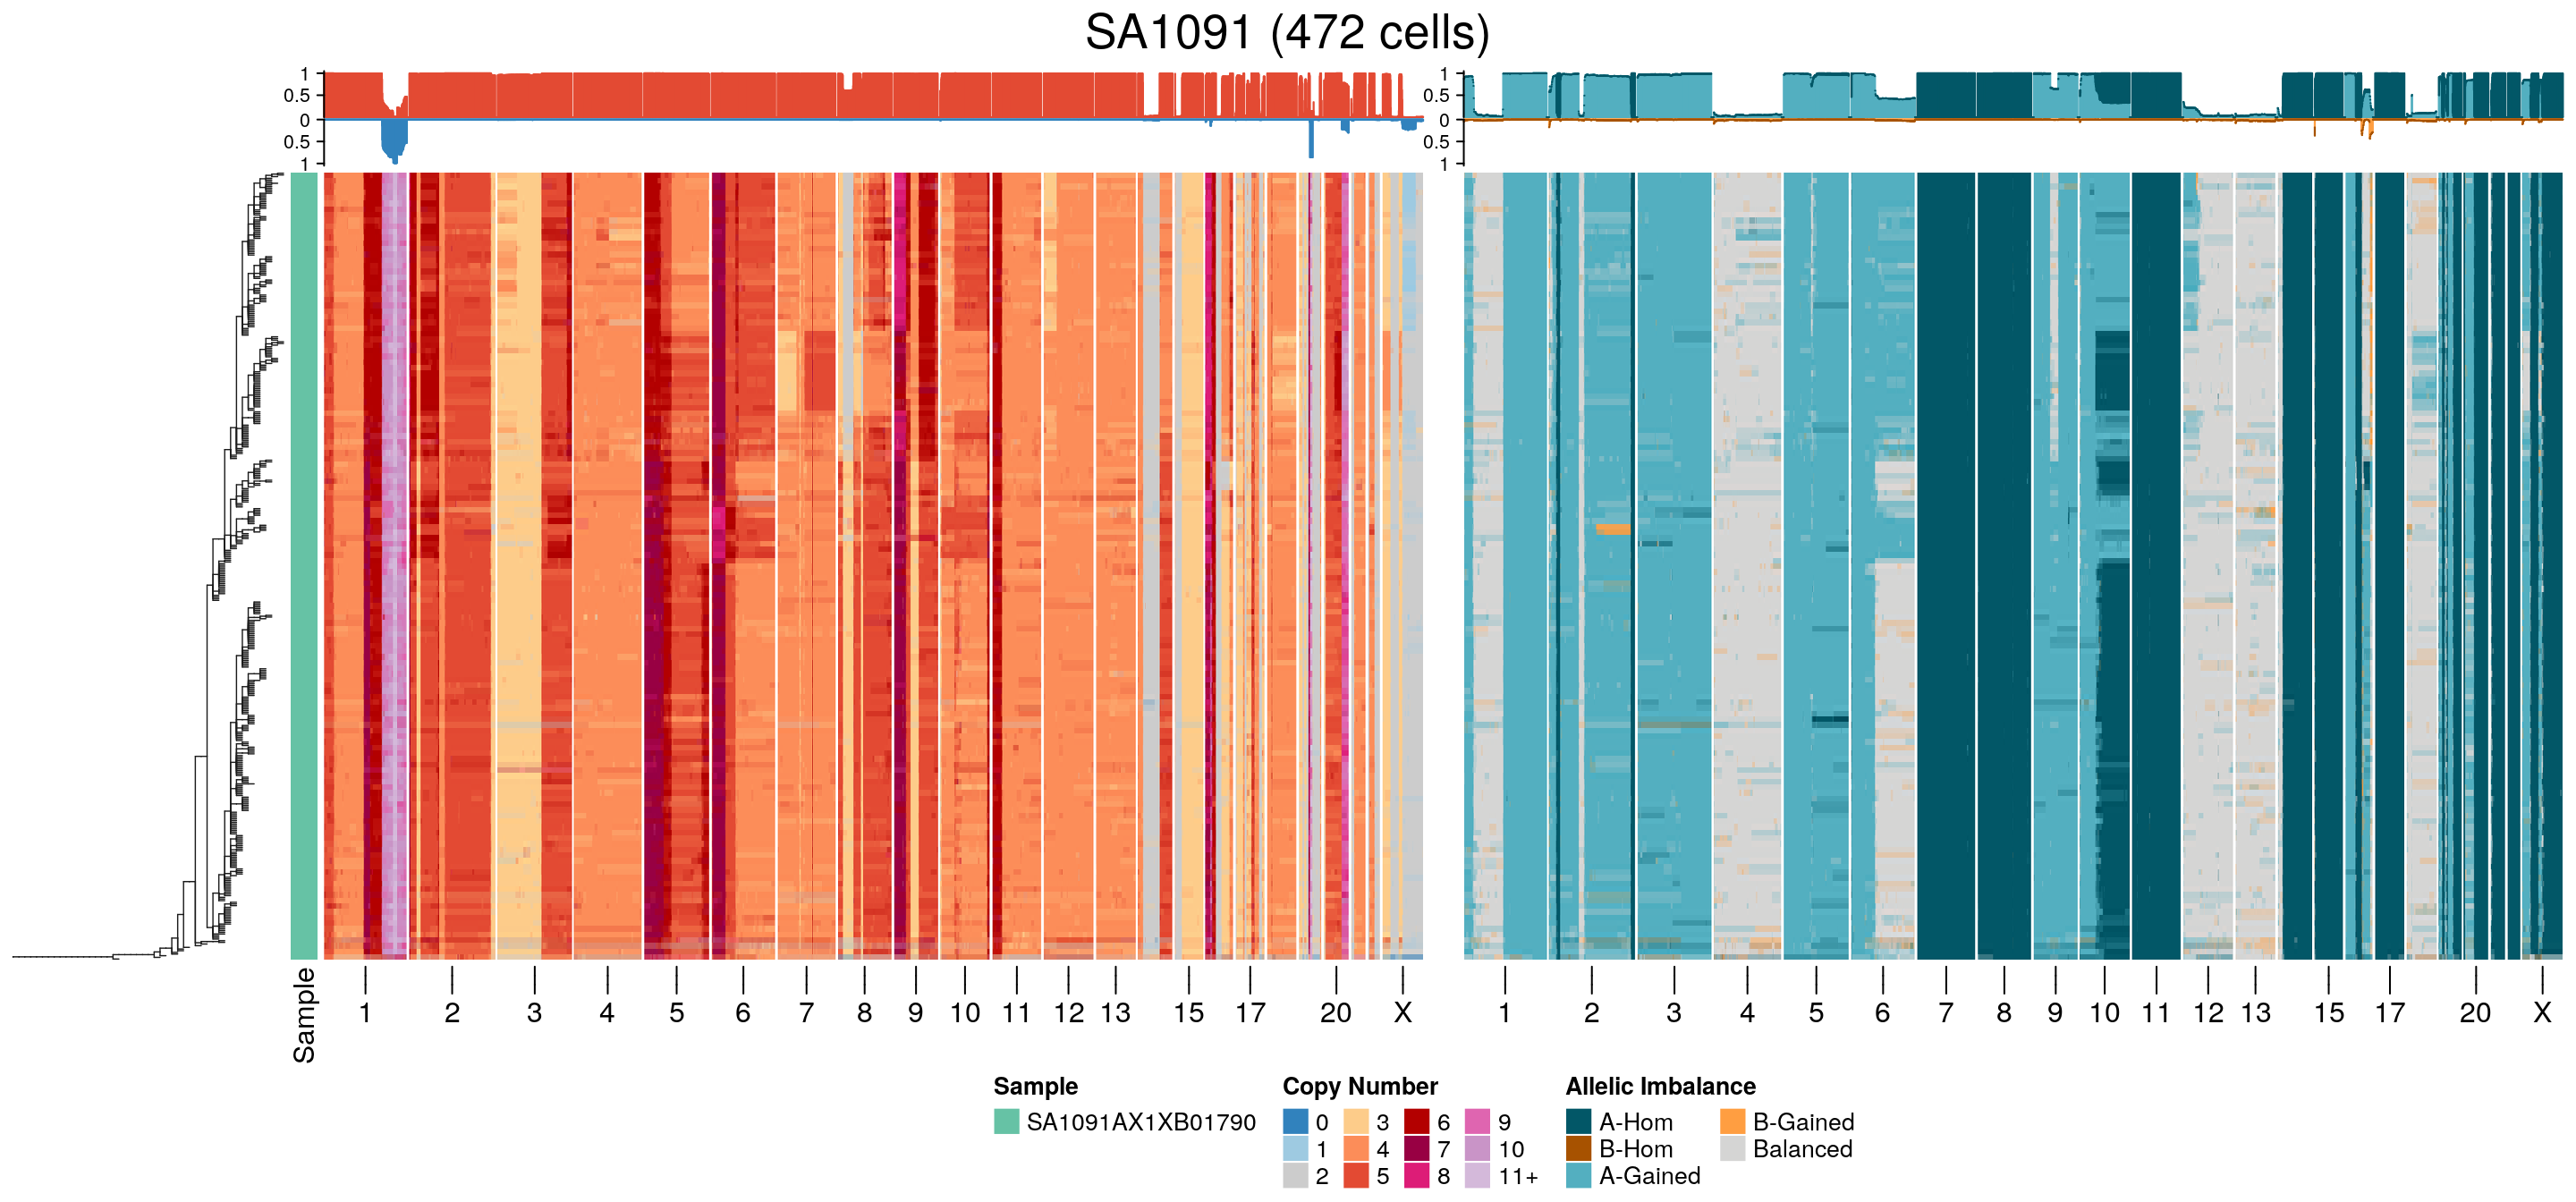 SA1091 (472 cells)
1
0.5
0
0.5
1
1
0.5
0
0.5
1
Sample
1 2 3 4 5 6 7 8 9 10 11 12 13 15 17 20 X
1 2 3 4 5 6 7 8 9 10 11 12 13 15 17 20 X
Sample
SA1091AX1XB01790
Copy Number
0 3 6 9
1 4 7 10
2 5 8 11+
Allelic Imbalance
A-Hom B-Gained
B-Hom Balanced
A-Gained